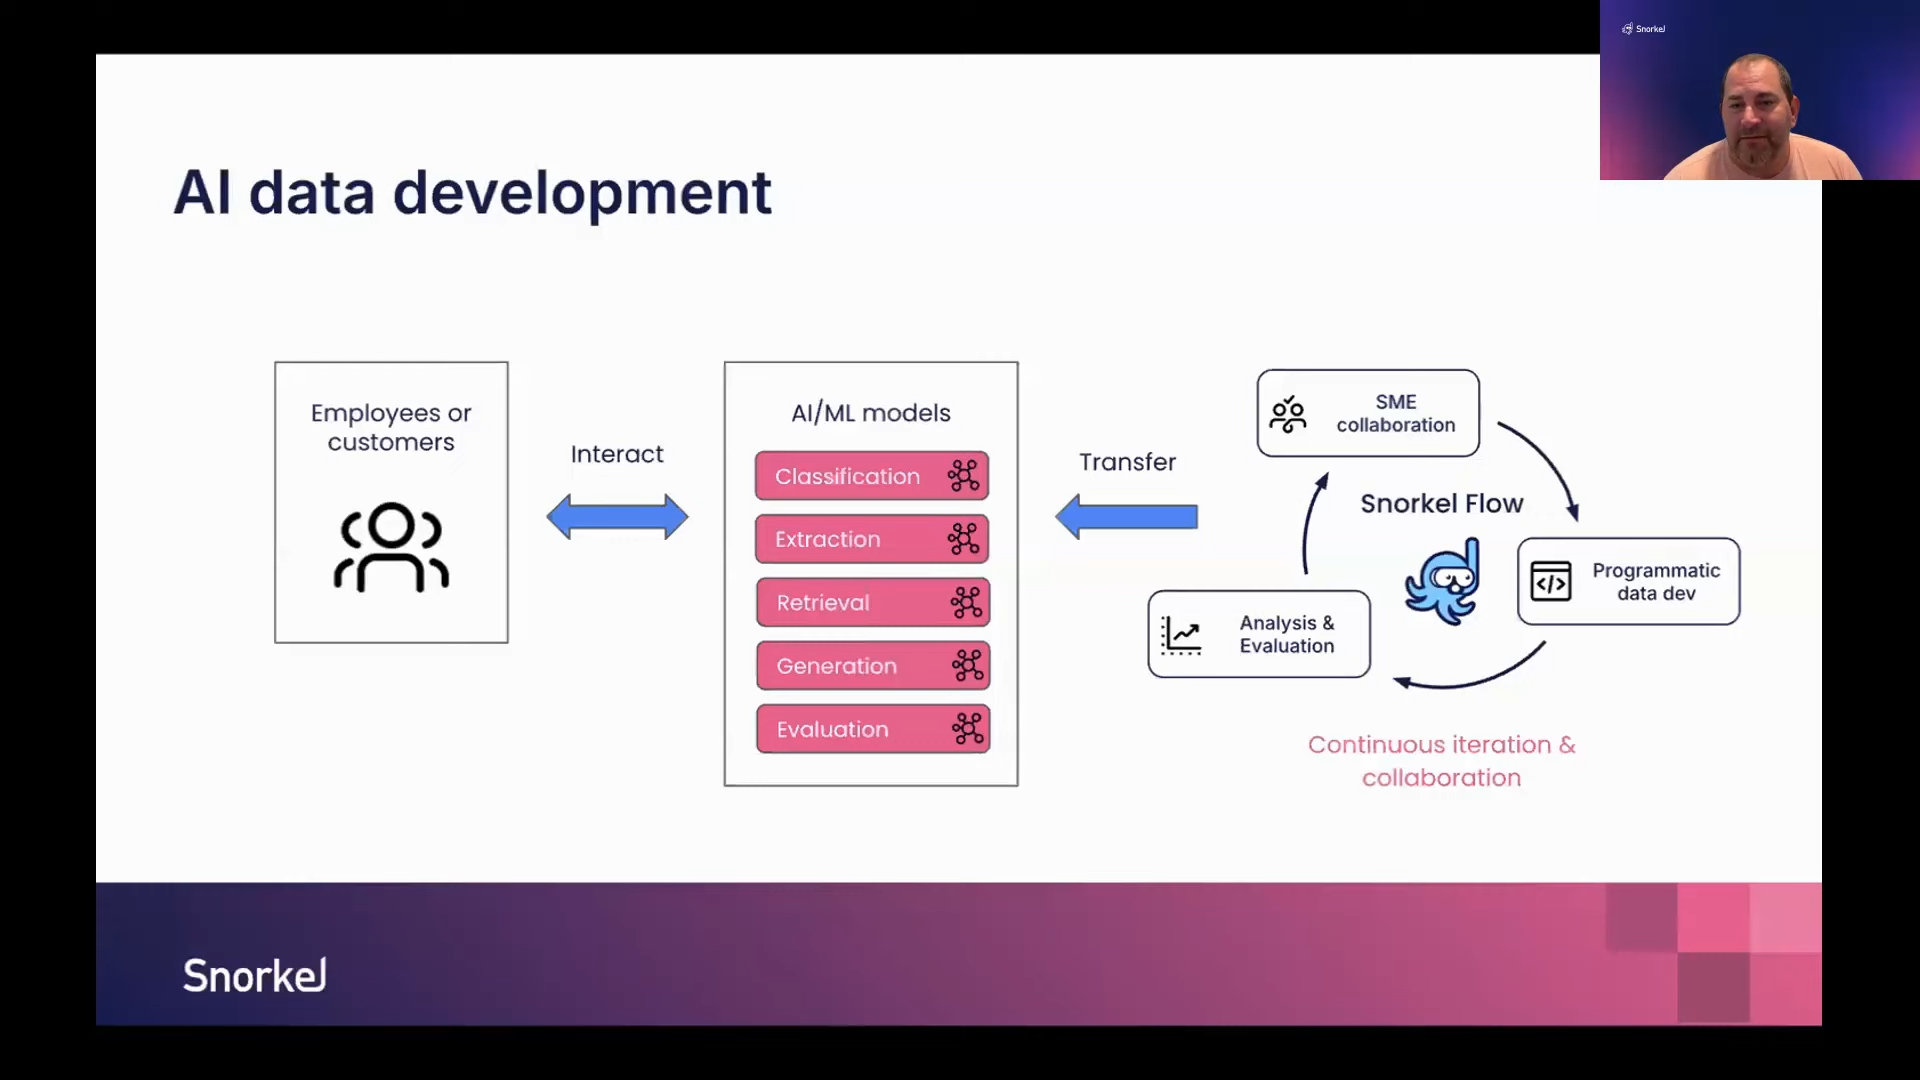 Snorkel
AI data development
Employees or
customers
Interact
AI/ML models
Classification
Extraction
Retrieval
Generation
Evaluation
Transfer
SME
collaboration
Snorkel Flow
Programmatic
data dev
Analysis &
Evaluation
Continuous iteration &
collaboration
Snorkel